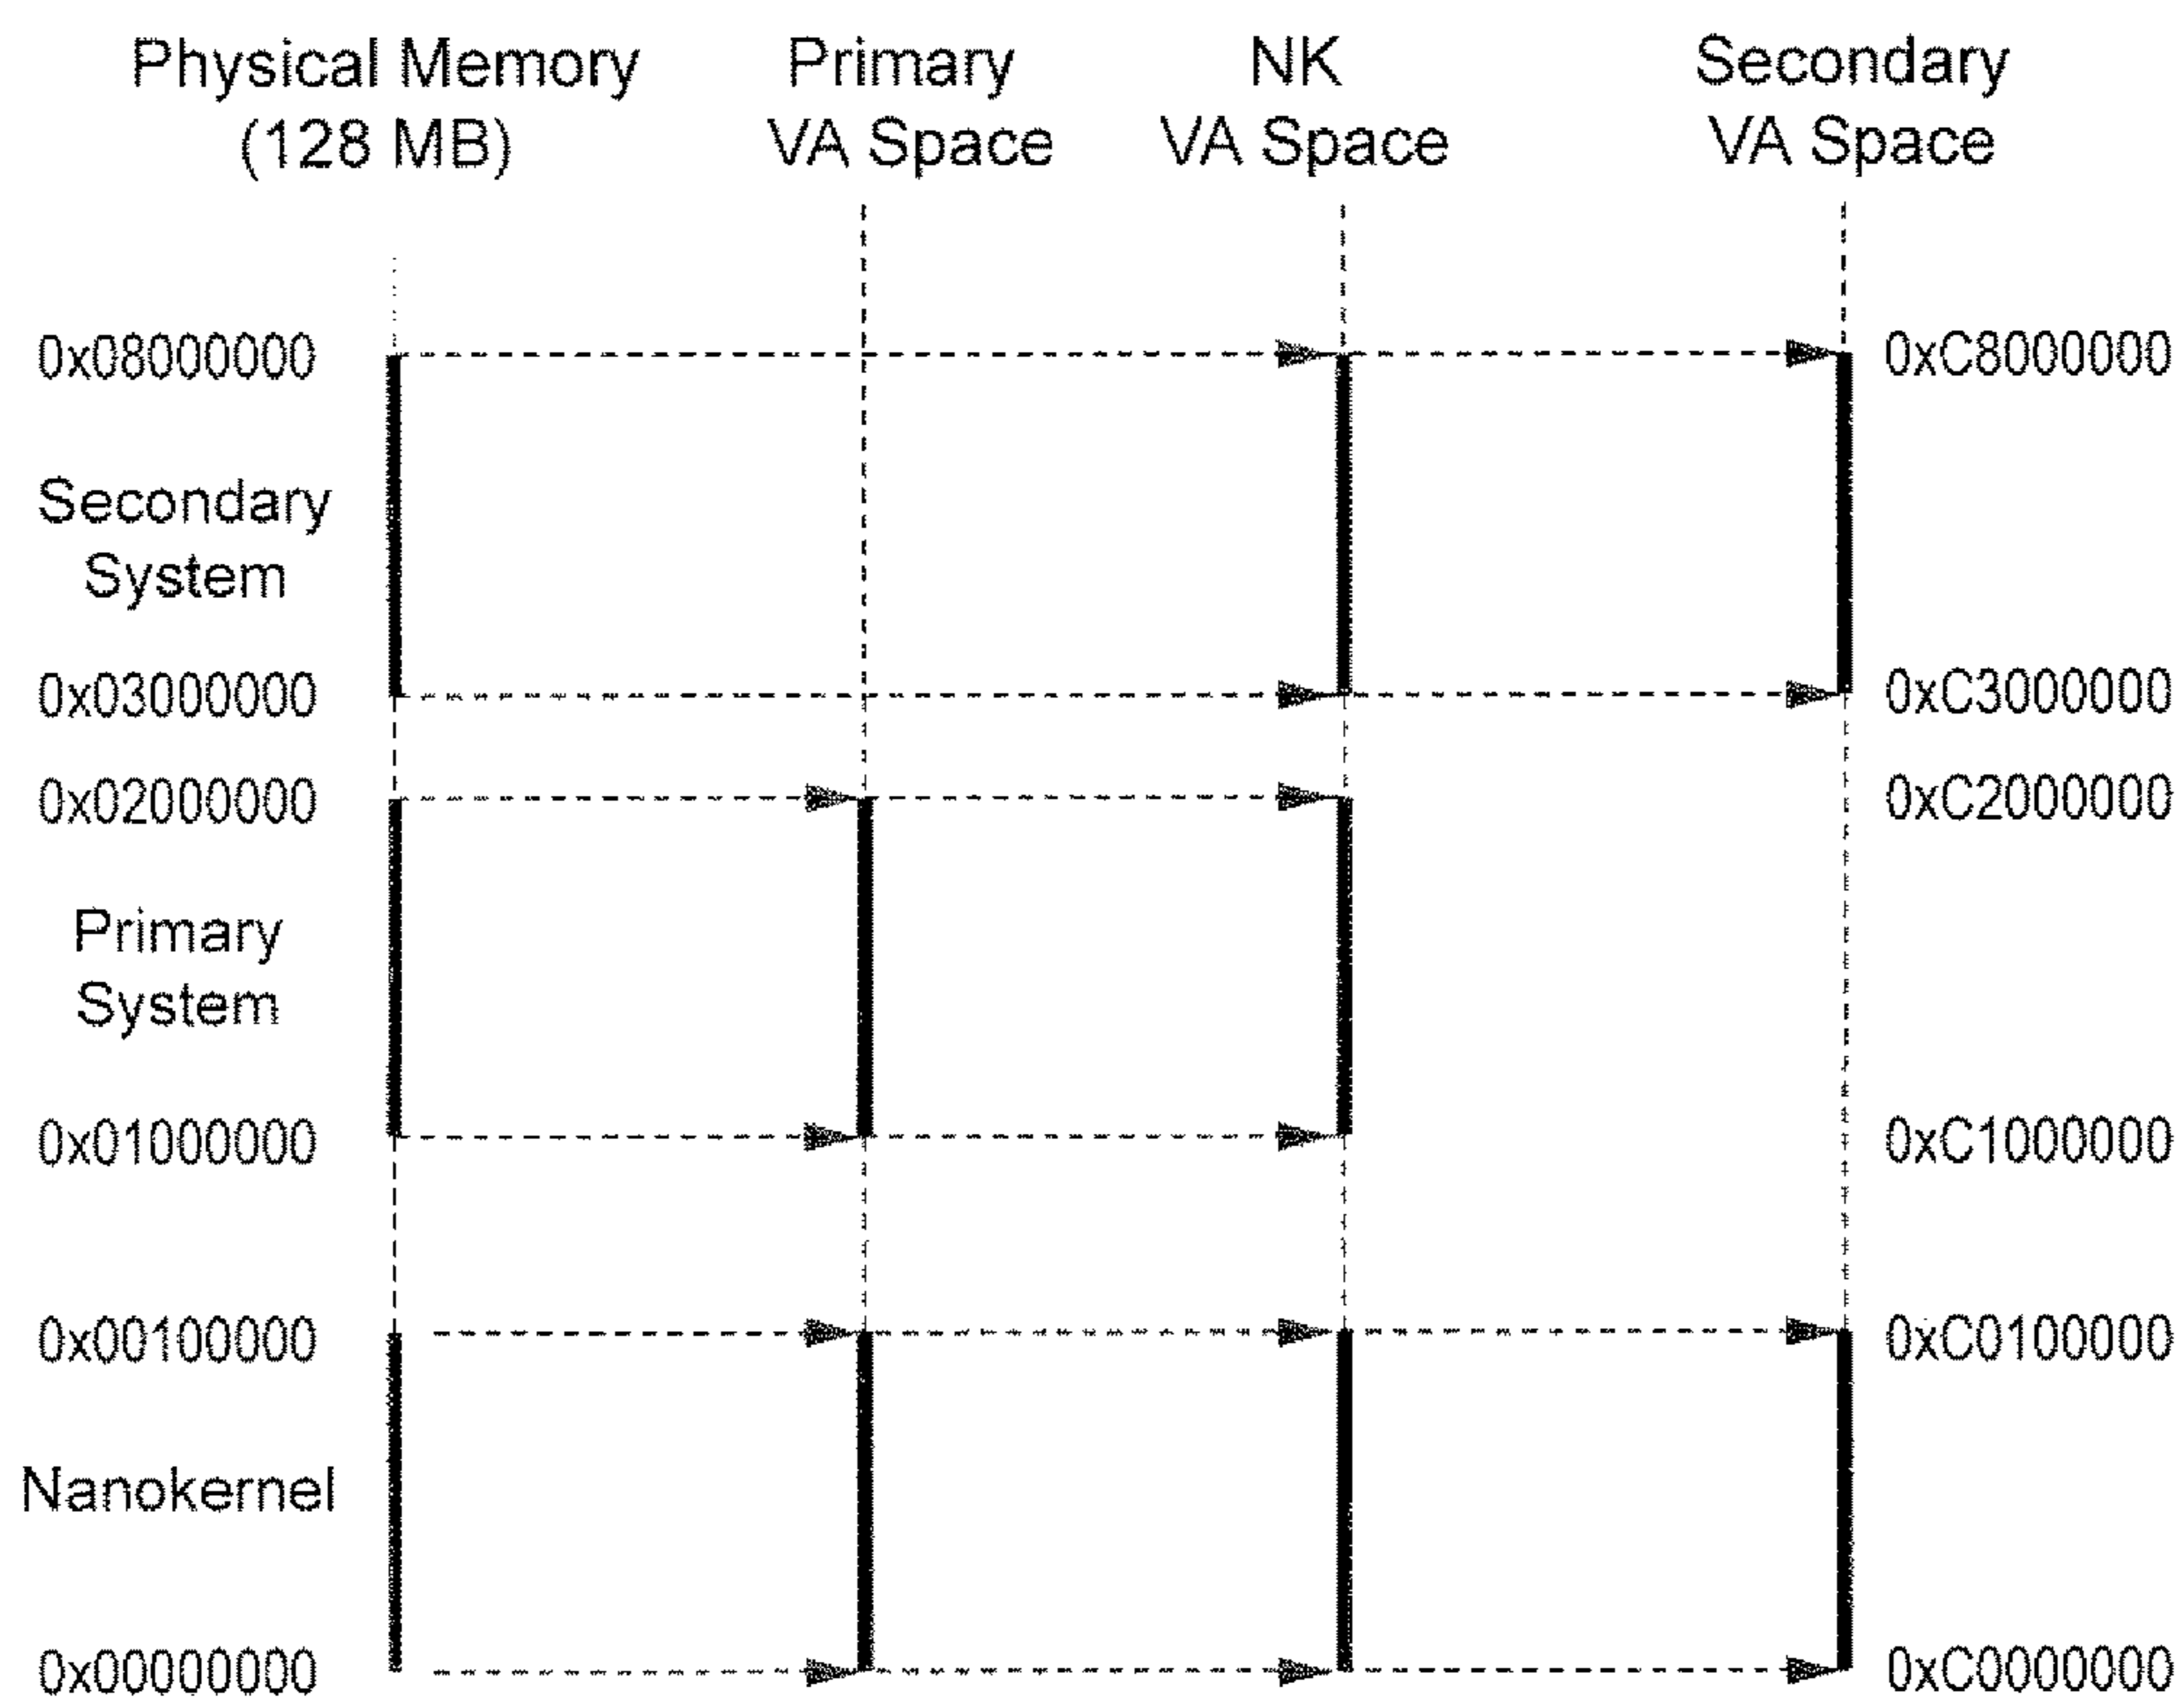 Physical Memory
(128 MB)
Primary
VA Space
NK
VA Space
Secondary
VA Space
0x08000000
0xC8000000
Secondary
System
0x03000000
0xC3000000
0x02000000
0xC2000000
Primary
System
0x01000000
0xC1000000
0x00100000
0xC0100000
Nanokernel
0x00000000
0xC0000000